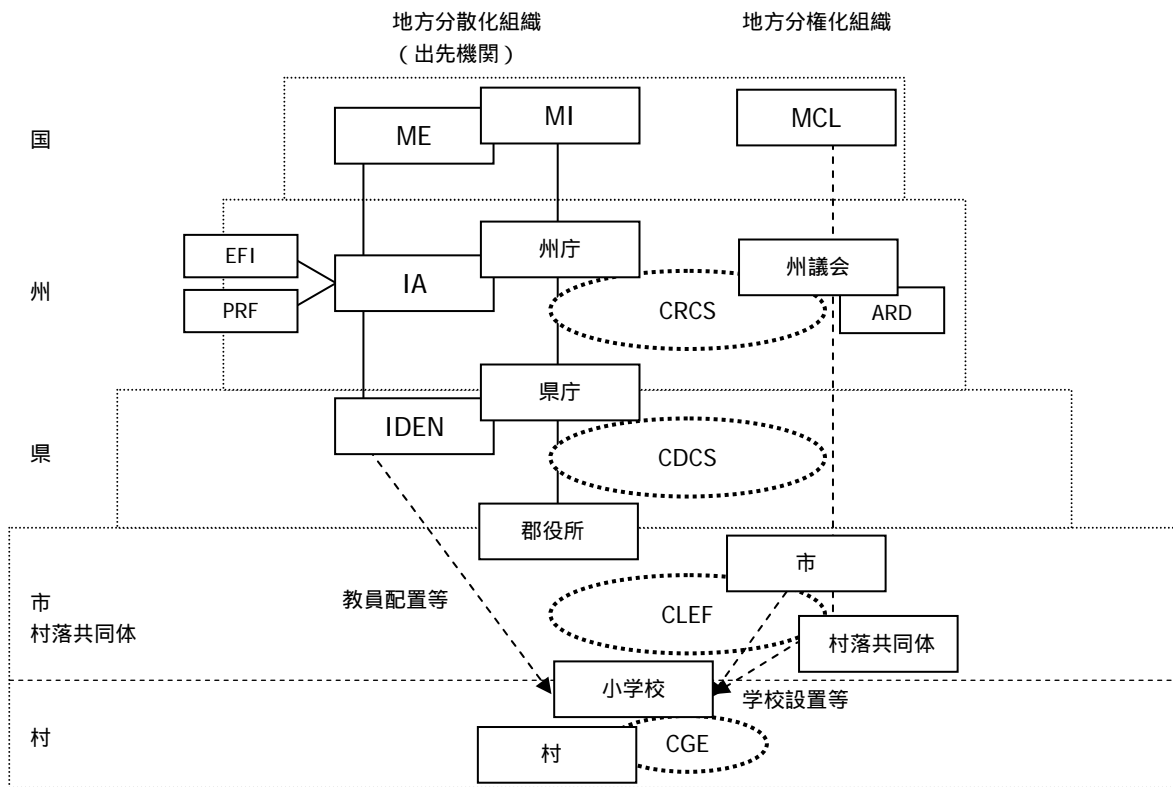 地方分散化組織
（出先機関）
地方分権化組織
国
ME
MI
MCL
州
EFI
PRF
IA
州庁
CRCS
州議会
ARD
県
IDEN
県庁
CDCS
郡役所
市
村落共同体
教員配置等
CLEF
市
村落共同体
小学校
学校設置等
村
村
CGE